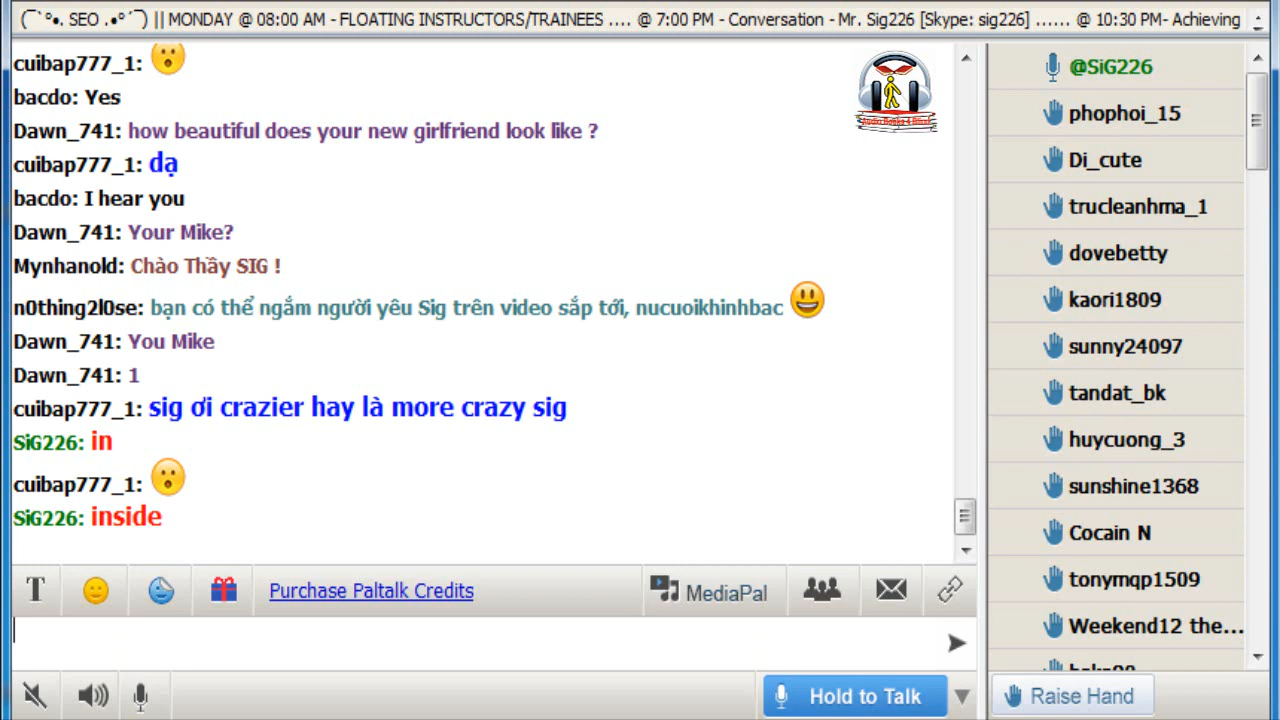 (¯`°•. SEO .•°´¯) || MONDAY @ 08:00 AM - FLOATING INSTRUCTORS/TRAINEES .... @ 7:00 PM - Conversation - Mr. Sig226 [Skype: sig226] ...... @ 10:30 PM- Achieving
cuibap777_1:
bacdo: Yes
Dawn_741: how beautiful does your new girlfriend look like ?
cuibap777_1: dạ
bacdo: I hear you
Dawn_741: Your Mike?
Mynhanold: Chào Thầy SIG !
n0thing2l0se: bạn có thể ngắm người yêu Sig trên video sắp tới, nucuoikhinhbac
Dawn_741: You Mike
Dawn_741: 1
cuibap777_1: sig ơi crazier hay là more crazy sig
SiG226: in
cuibap777_1:
SiG226: inside
Audio Books 4 Blind
T
Purchase Paltalk Credits
MediaPal
Hold to Talk
@SiG226
phophoi_15
Di_cute
trucleanhma_1
dovebetty
kaori1809
sunny24097
tandat_bk
huycuong_3
sunshine1368
Cocain N
tonymqp1509
Weekend12 the...
Raise Hand